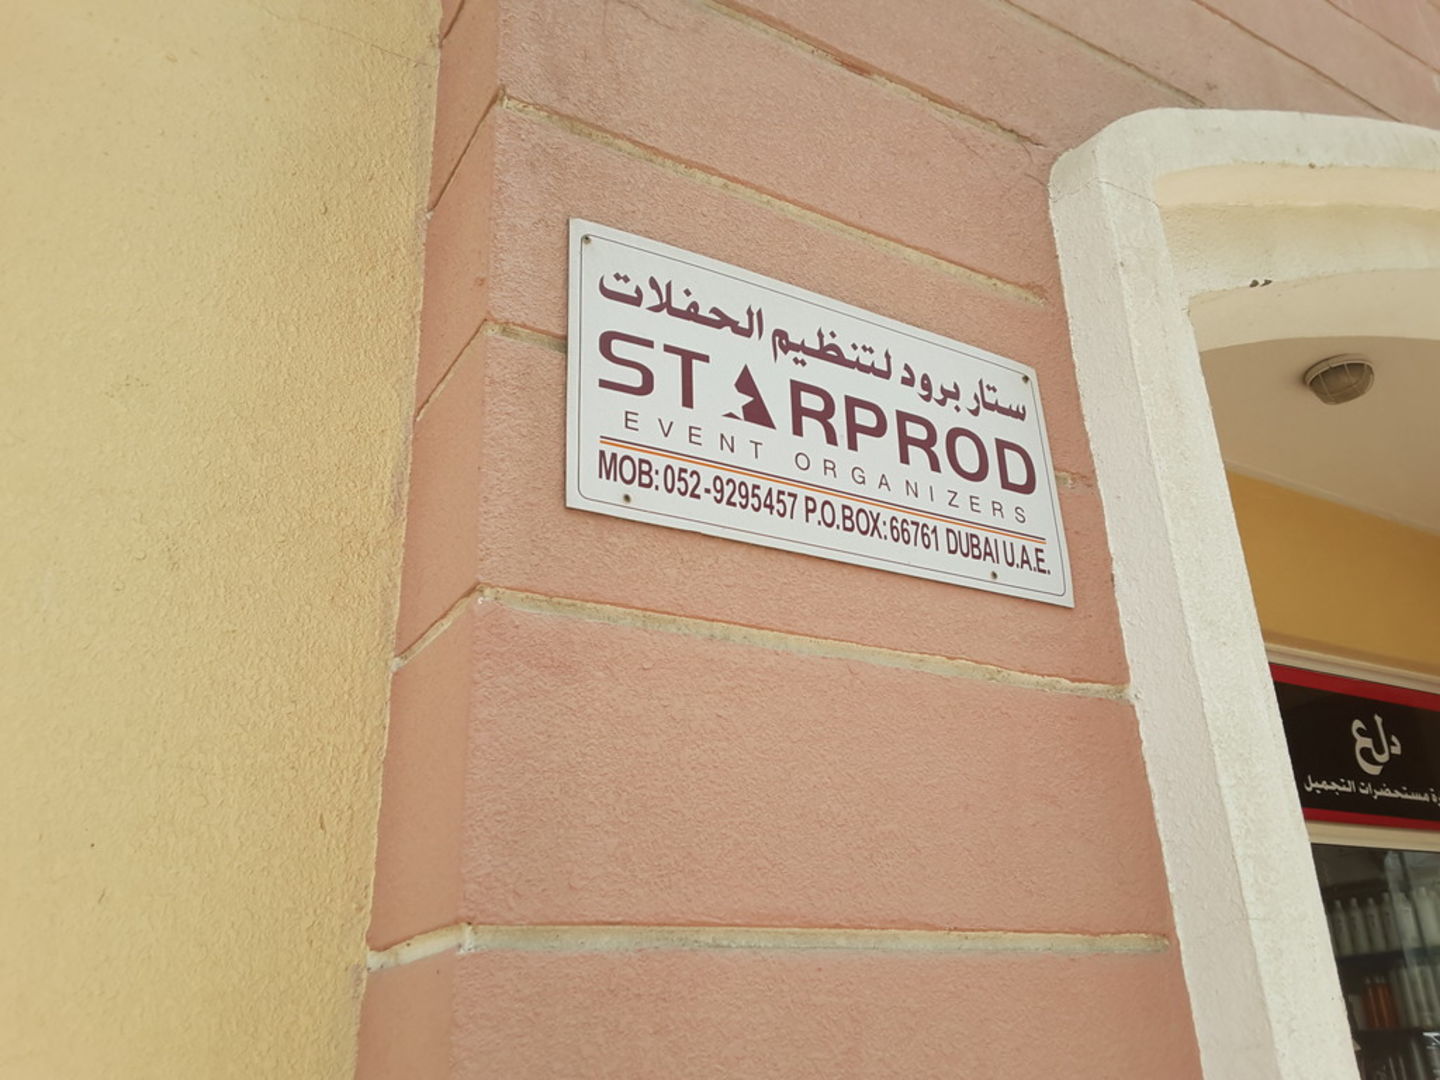 ستار برود لتنظيم الحفلات
STARPROD
EVENT ORGANIZERS
MOB: 052-9295457 P.O.BOX: 66761 DUBAI U.A.E.
دلع
مستحضرات التجميل